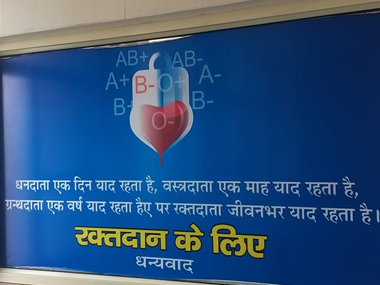 AB+ AB-
A+ B- O+ A-
B+ O- B-
धनदाता एक दिन याद रहता है, वस्त्रदाता एक माह याद रहता है,
ग्रन्थदाता एक वर्ष याद रहता हैए पर रक्तदाता जीवनभर याद रहता है।
रक्तदान के लिए
धन्यवाद